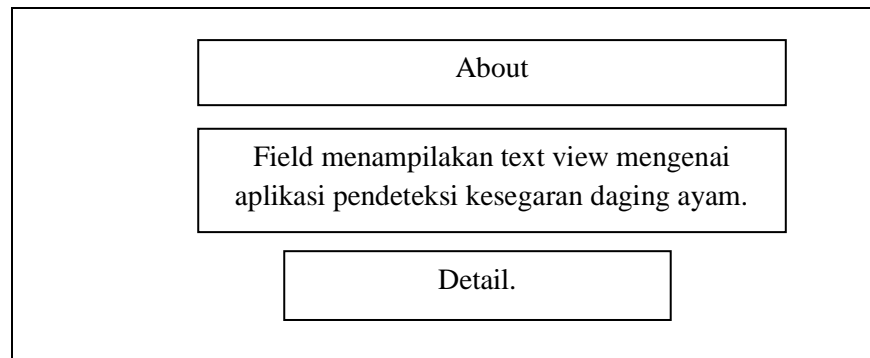 About
Field menampilakan text view mengenai
aplikasi pendeteksi kesegaran daging ayam.
Detail.